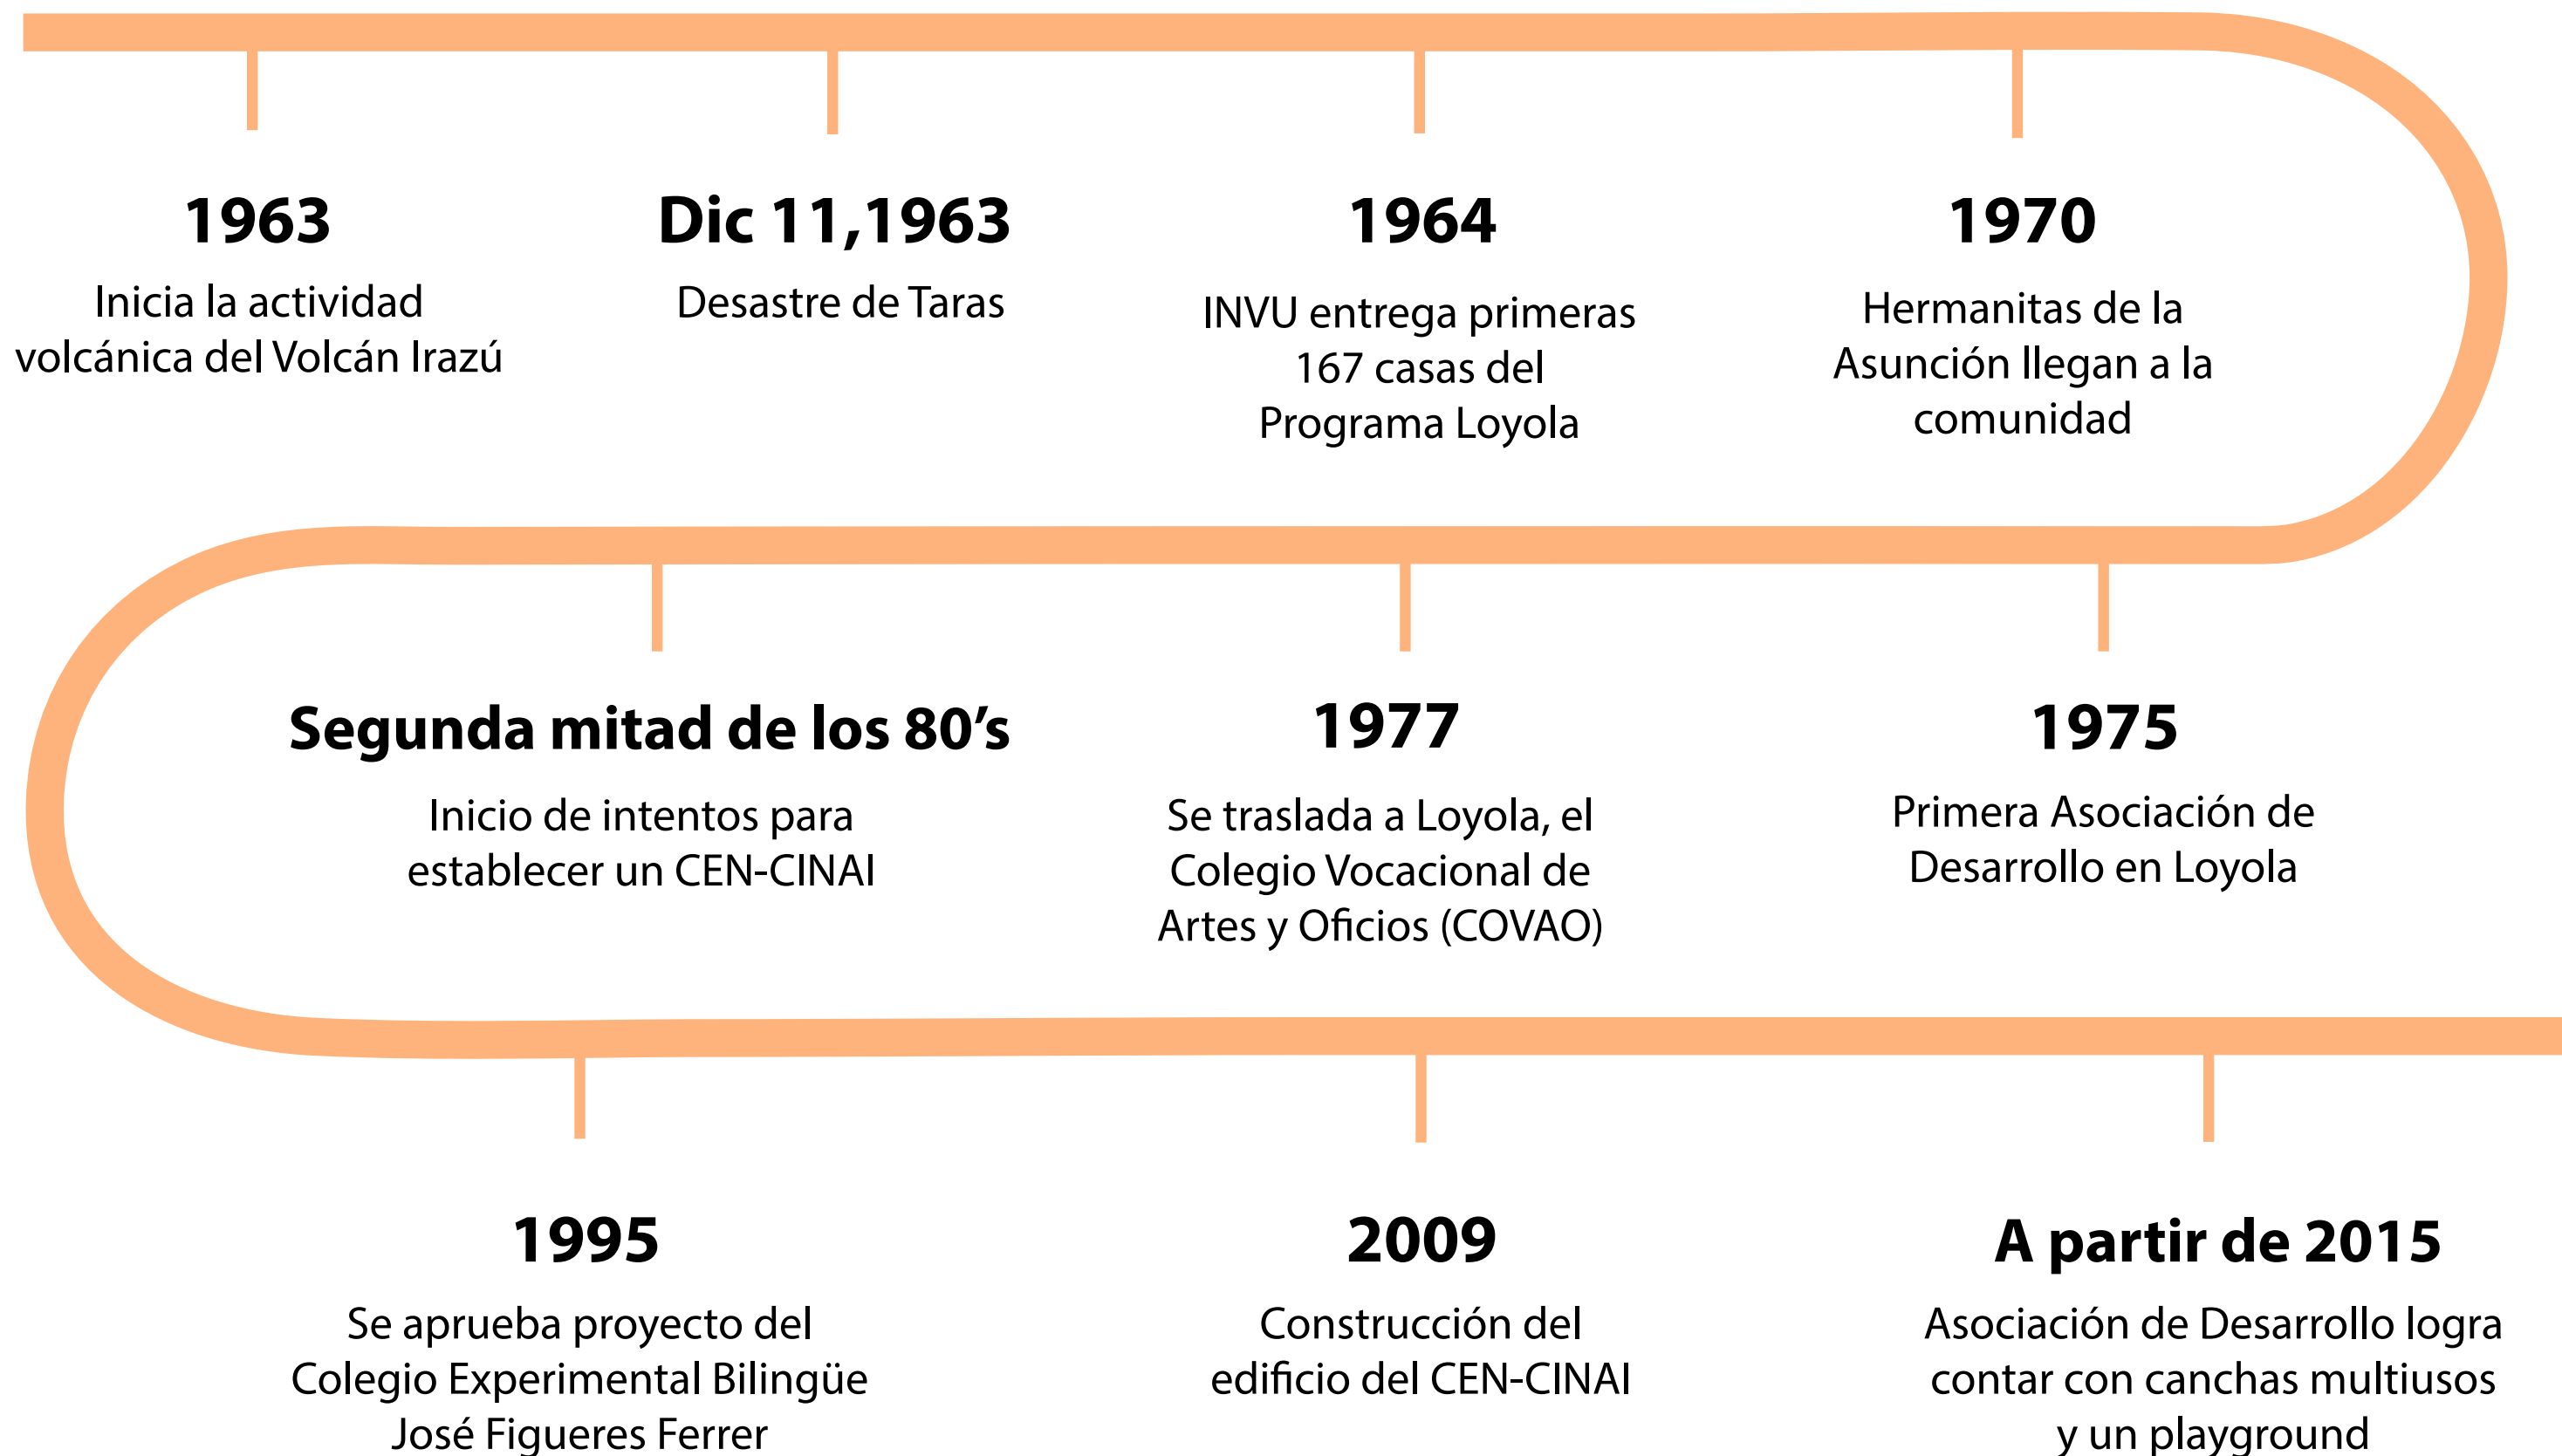 1963
Inicia la actividad
volcánica del Volcán Irazú
Dic 11,1963
Desastre de Taras
1964
INVU entrega primeras
167 casas del
Programa Loyola
1970
Hermanitas de la
Asunción llegan a la
comunidad
1975
Primera Asociación de
Desarrollo en Loyola
1977
Se traslada a Loyola, el
Colegio Vocacional de
Artes y Oficios (COVAO)
Segunda mitad de los 80’s
Inicio de intentos para
establecer un CEN-CINAI
1995
Se aprueba proyecto del
Colegio Experimental Bilingüe
José Figueres Ferrer
2009
Construcción del
edificio del CEN-CINAI
A partir de 2015
Asociación de Desarrollo logra
contar con canchas multiusos
y un playground